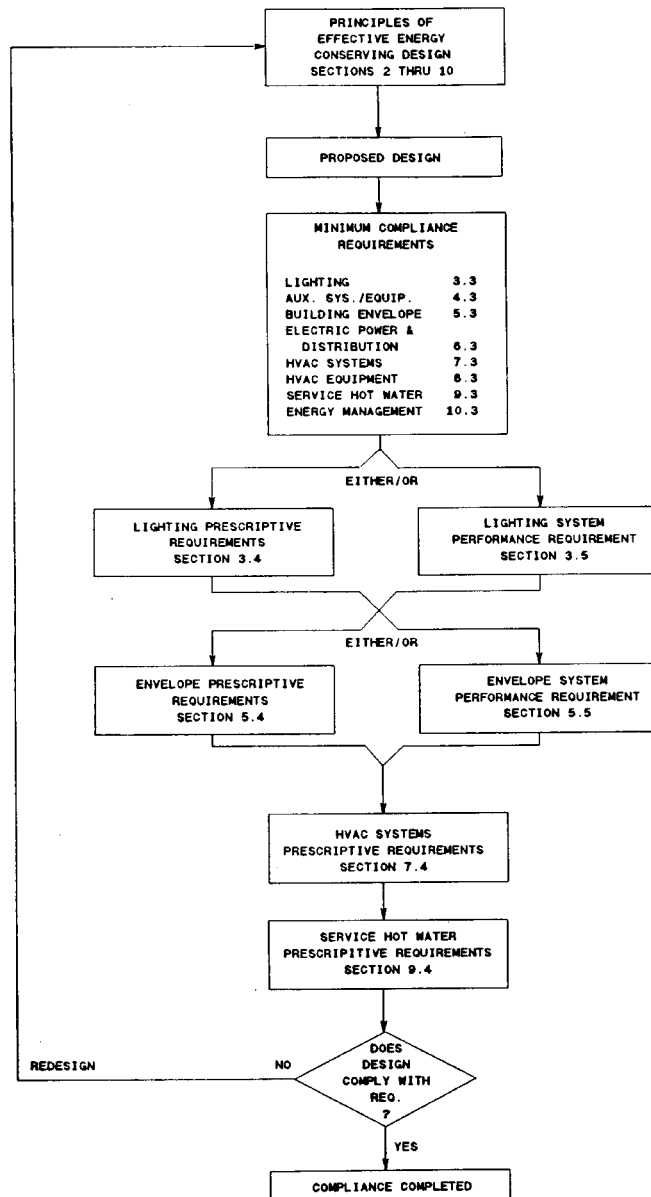 PRINCIPLES OF
EFFECTIVE ENERGY
CONSERVING DESIGN
SECTIONS 2 THRU 10
PROPOSED DESIGN
MINIMUM COMPLIANCE
REQUIREMENTS
LIGHTING 3.3
AUX. SYS./EQUIP. 4.3
BUILDING ENVELOPE 5.3
ELECTRIC POWER &
DISTRIBUTION 6.3
HVAC SYSTEMS 7.3
HVAC EQUIPMENT 8.3
SERVICE HOT WATER 9.3
ENERGY MANAGEMENT 10.3
EITHER/OR
LIGHTING PRESCRIPTIVE
REQUIREMENTS
SECTION 3.4
LIGHTING SYSTEM
PERFORMANCE REQUIREMENT
SECTION 3.5
EITHER/OR
ENVELOPE PRESCRIPTIVE
REQUIREMENTS
SECTION 5.4
ENVELOPE SYSTEM
PERFORMANCE REQUIREMENT
SECTION 5.5
HVAC SYSTEMS
PRESCRIPTIVE REQUIREMENTS
SECTION 7.4
SERVICE HOT WATER
PRESCRIPITIVE REQUIREMENTS
SECTION 9.4
DOES
DESIGN
COMPLY WITH
REQ.
?
REDESIGN
NO
YES
COMPLIANCE COMPLETED